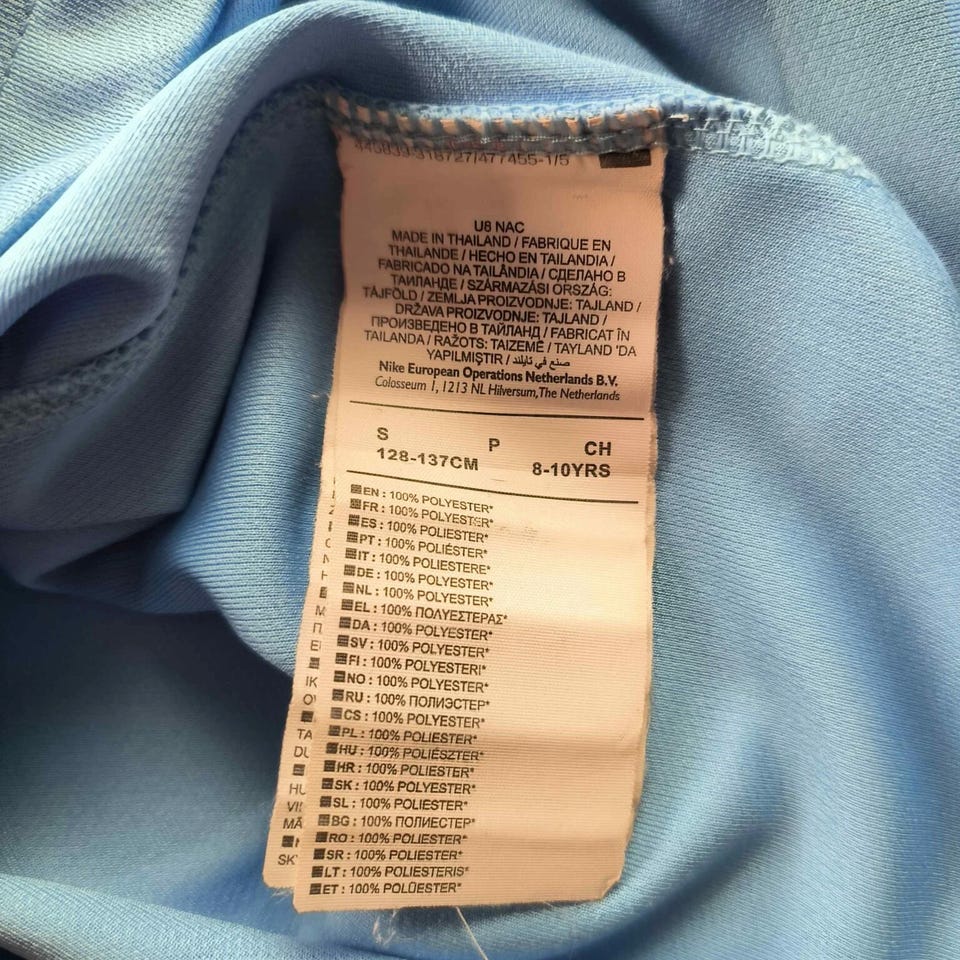 445839-318727/477455-1/5
U8 NAC
MADE IN THAILAND / FABRIQUE EN
THAILANDE / HECHO EN TAILANDIA /
FABRICADO NA TAILÂNDIA / СДЕЛАНО В
ТАИЛАНДЕ / SZÁRMAZÁSI ORSZÁG:
TÁJFÖLD / ZEMLJA PROIZVODNJE: TAJLAND /
DRŽAVA PROIZVODNJE: TAJLAND /
ПРОИЗВЕДЕНО В ТАЙЛАНД / FABRICAT ÎN
TAILANDA / RAŽOTS: TAIZEMĒ / TAYLAND 'DA
YAPILMIŞTIR / صنع في تايلند
Nike European Operations Netherlands B.V.
Colosseum 1, 1213 NL Hilversum, The Netherlands
S P CH
128-137CM 8-10YRS
EN : 100% POLYESTER*
FR : 100% POLYESTER*
ES : 100% POLIESTER*
PT : 100% POLIÉSTER*
IT : 100% POLIESTERE*
DE : 100% POLYESTER*
NL : 100% POLYESTER*
EL : 100% ΠΟΛΥΕΣΤΕΡΑΣ*
DA : 100% POLYESTER*
SV : 100% POLYESTER*
FI : 100% POLYESTERI*
NO : 100% POLYESTER*
RU : 100% ПОЛИЭСТЕР*
CS : 100% POLYESTER*
PL : 100% POLIESTER*
HU : 100% POLIÉSZTER*
HR : 100% POLIESTER*
SK : 100% POLYESTER*
SL : 100% POLIESTER*
BG : 100% ПОЛИЕСТЕР*
RO : 100% POLIESTER*
SR : 100% POLIESTER*
LT : 100% POLIESTERIS*
ET : 100% POLÜESTER*